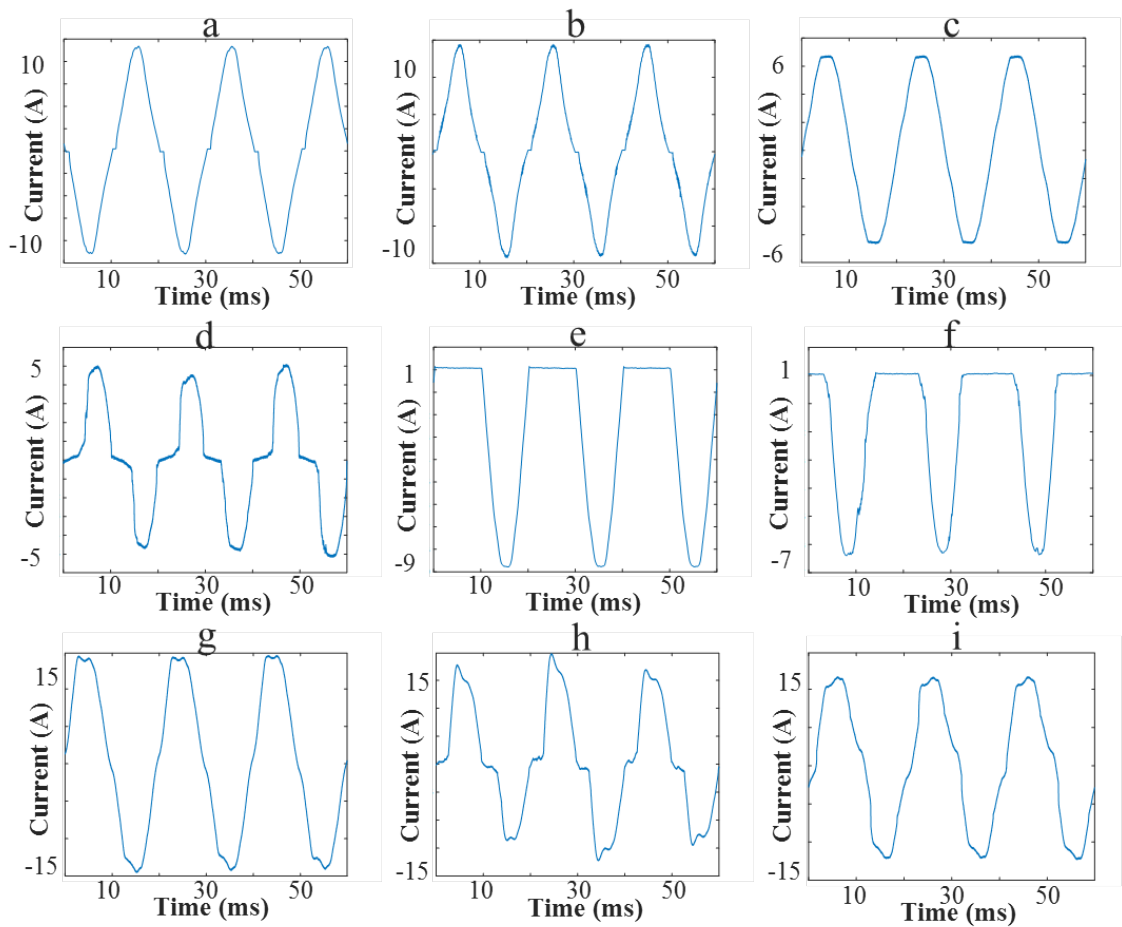 a b c
10
Current (A)
-10
10 30 50
Time (ms)
10
Current (A)
-10
10 30 50
Time (ms)
6
Current (A)
-6
10 30 50
Time (ms)
d e f
5
Current (A)
-5
10 30 50
Time (ms)
1
Current (A)
-9
10 30 50
Time (ms)
1
Current (A)
-7
10 30 50
Time (ms)
g h i
15
Current (A)
-15
10 30 50
Time (ms)
15
Current (A)
-15
10 30 50
Time (ms)
15
Current (A)
-15
10 30 50
Time (ms)